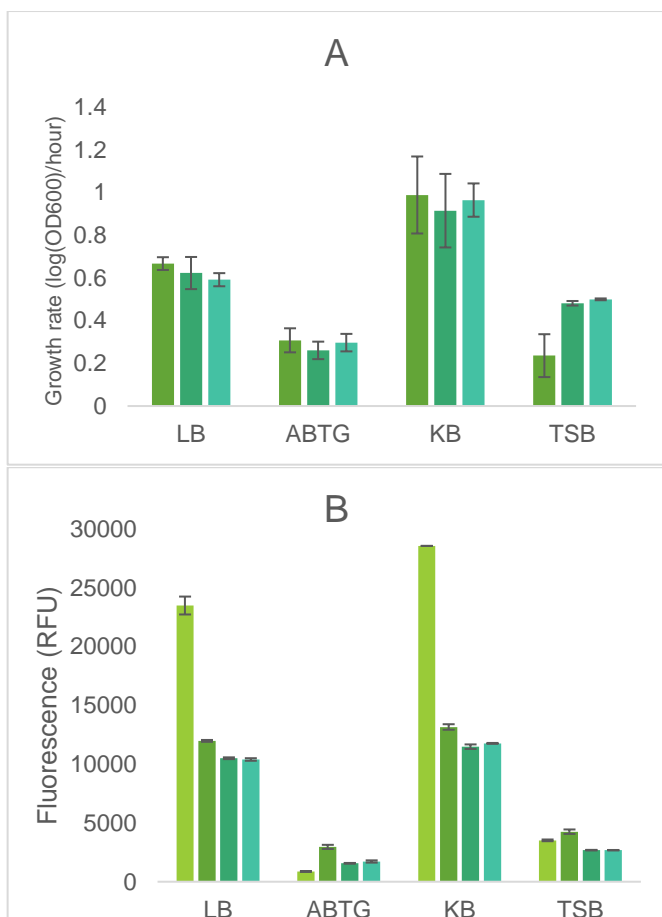 A
Growth rate (log(OD600)/hour)
1.4
1.2
1
0.8
0.6
0.4
0.2
0
LB ABTG KB TSB
B
Fluorescence (RFU)
30000
25000
20000
15000
10000
5000
0
LB ABTG KB TSB